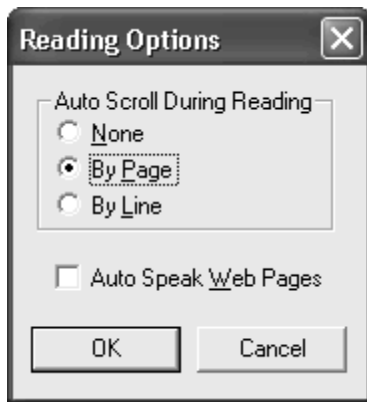 Reading Options
Auto Scroll During Reading
None
By Page
By Line
Auto Speak Web Pages
OK Cancel